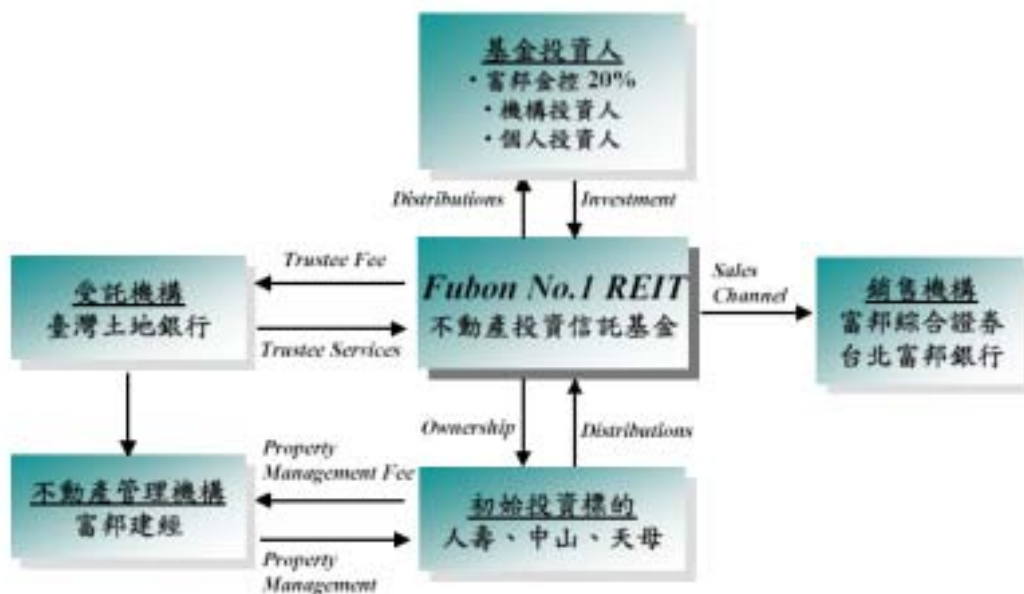 基金投資人
·富邦金控 20%
·機構投資人
·個人投資人
Distributions
Investment
Trustee Fee
Fubon No.1 REIT
不動產投資信託基金
Sales
Channel
受託機構
臺灣土地銀行
銷售機構
富邦綜合證券
台北富邦銀行
Trustee Services
Ownership
Distributions
Property
Management Fee
不動產管理機構
富邦建經
初始投資標的
人壽、中山、天母
Property
Management